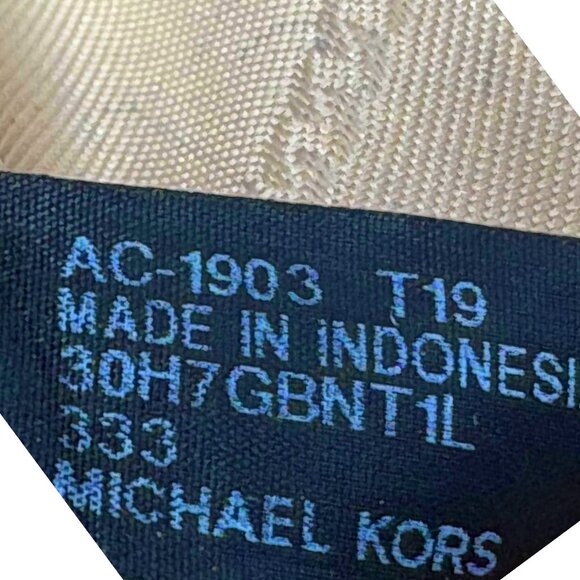 AC-1903 T19
MADE IN INDONESI
30H7GBNT1L
333
MICHAEL KORS